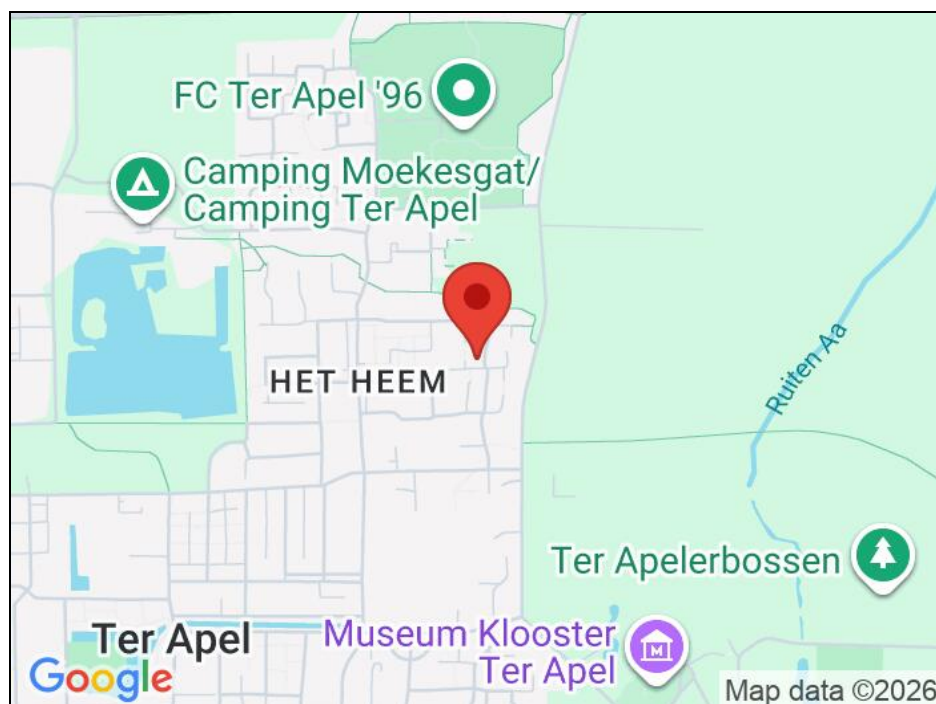 FC Ter Apel '96
Camping Moekesgat/
Camping Ter Apel
HET HEEM
Ruiten Aa
Ter Apelerbossen
Museum Klooster
Ter Apel
M
Ter Apel
Google
Map data ©2026